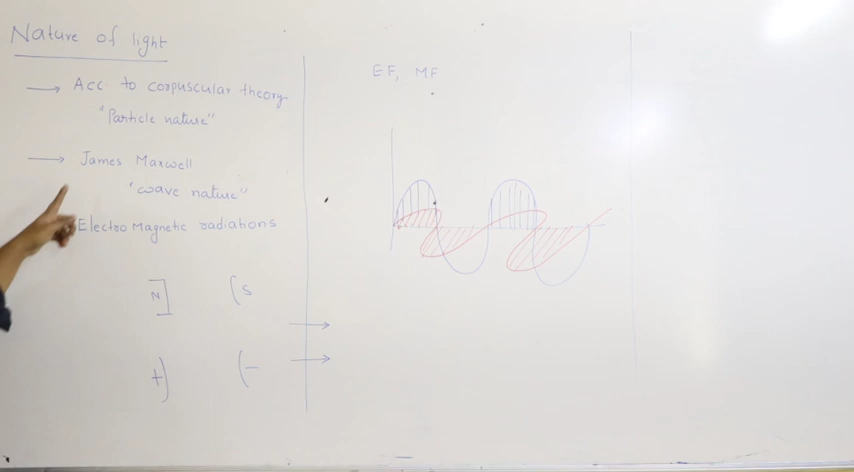 Nature of light
Acc. to corpuscular theory
"Particle nature"
James Maxwell
"wave nature"
Electro Magnetic radiations
N S
+ -
EF, MF